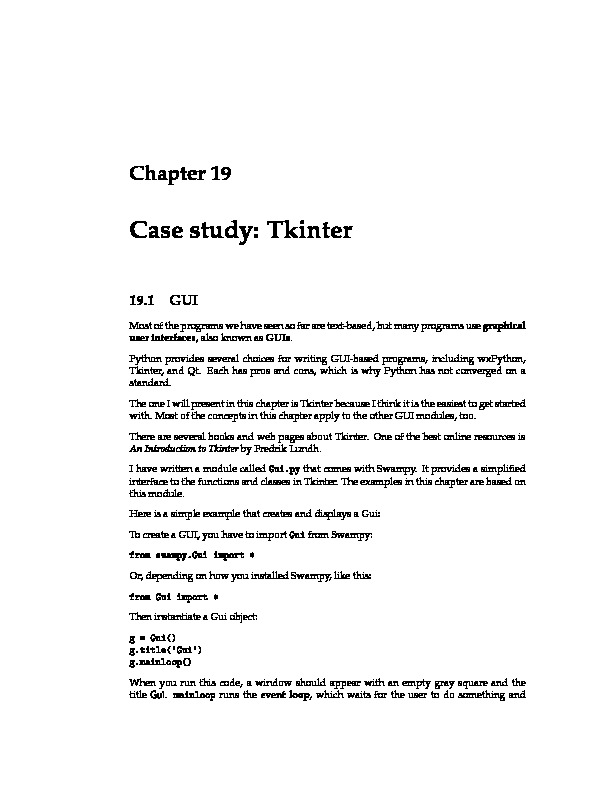 Chapter 19
Case study: Tkinter
19.1 GUI
Most of the programs we have seen so far are text-based, but many programs use graphical
user interfaces, also known as GUIs.
Python provides several choices for writing GUI-based programs, including wxPython,
Tkinter, and Qt. Each has pros and cons, which is why Python has not converged on a
standard.
The one I will present in this chapter is Tkinter because I think it is the easiest to get started
with. Most of the concepts in this chapter apply to the other GUI modules, too.
There are several books and web pages about Tkinter. One of the best online resources is
An Introduction to Tkinter by Fredrik Lundh.
I have written a module called Gui.py that comes with Swampy. It provides a simplified
interface to the functions and classes in Tkinter. The examples in this chapter are based on
this module.
Here is a simple example that creates and displays a Gui:
To create a GUI, you have to import Gui from Swampy:
from swampy.Gui import *
Or, depending on how you installed Swampy, like this:
from Gui import *
Then instantiate a Gui object:
g = Gui()
g.title('Gui')
g.mainloop()
When you run this code, a window should appear with an empty gray square and the
title Gui. mainloop runs the event loop, which waits for the user to do something and